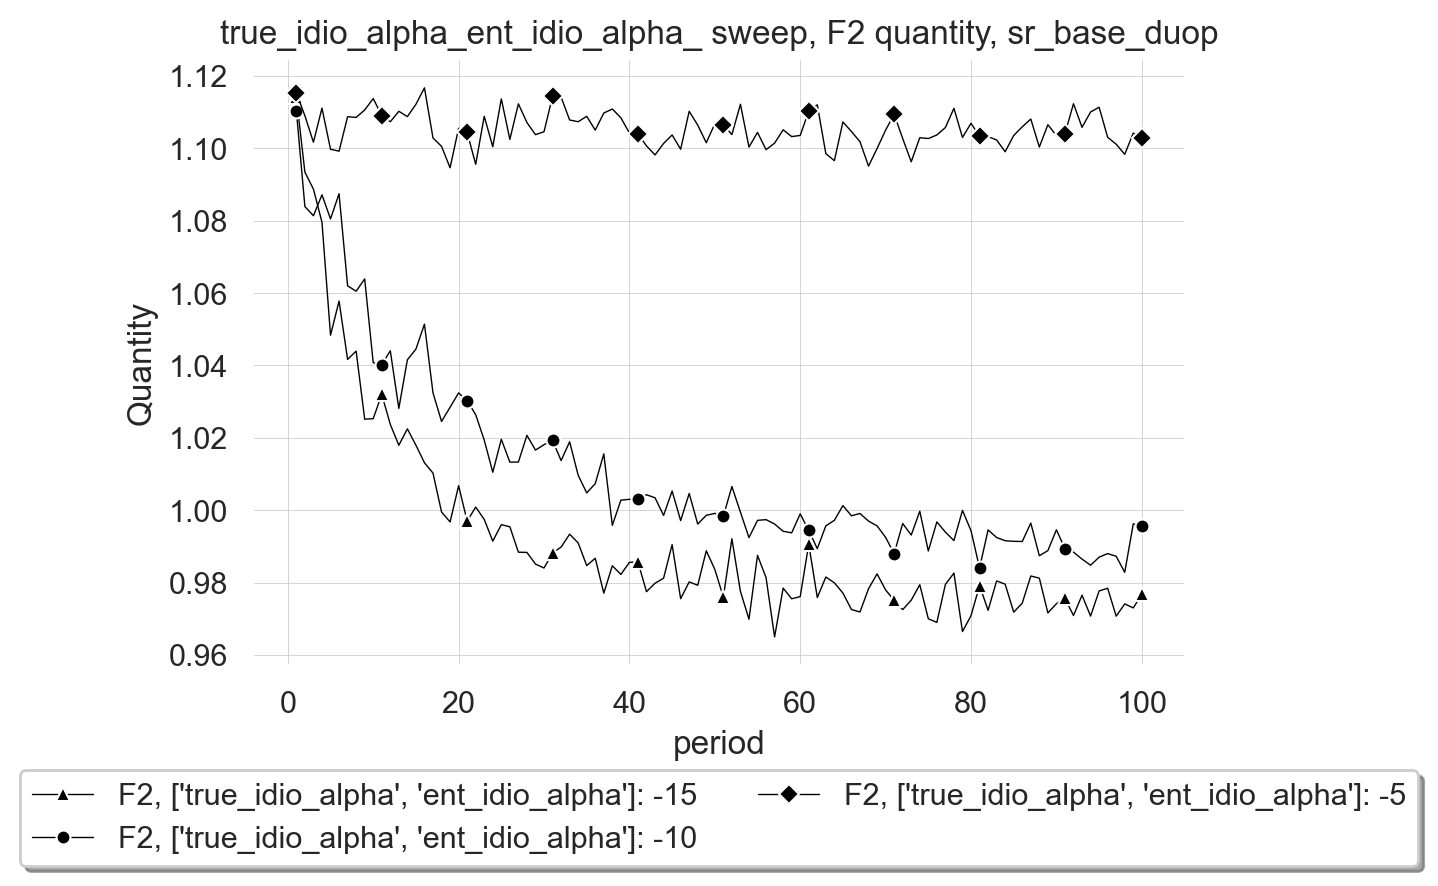 true_idio_alpha_ent_idio_alpha_ sweep, F2 quantity, sr_base_duop
1.12
1.10
1.08
1.06
1.04
1.02
1.00
0.98
0.96
Quantity
0 20 40 60 80 100
period
F2, ['true_idio_alpha', 'ent_idio_alpha']: -15
F2, ['true_idio_alpha', 'ent_idio_alpha']: -10
F2, ['true_idio_alpha', 'ent_idio_alpha']: -5